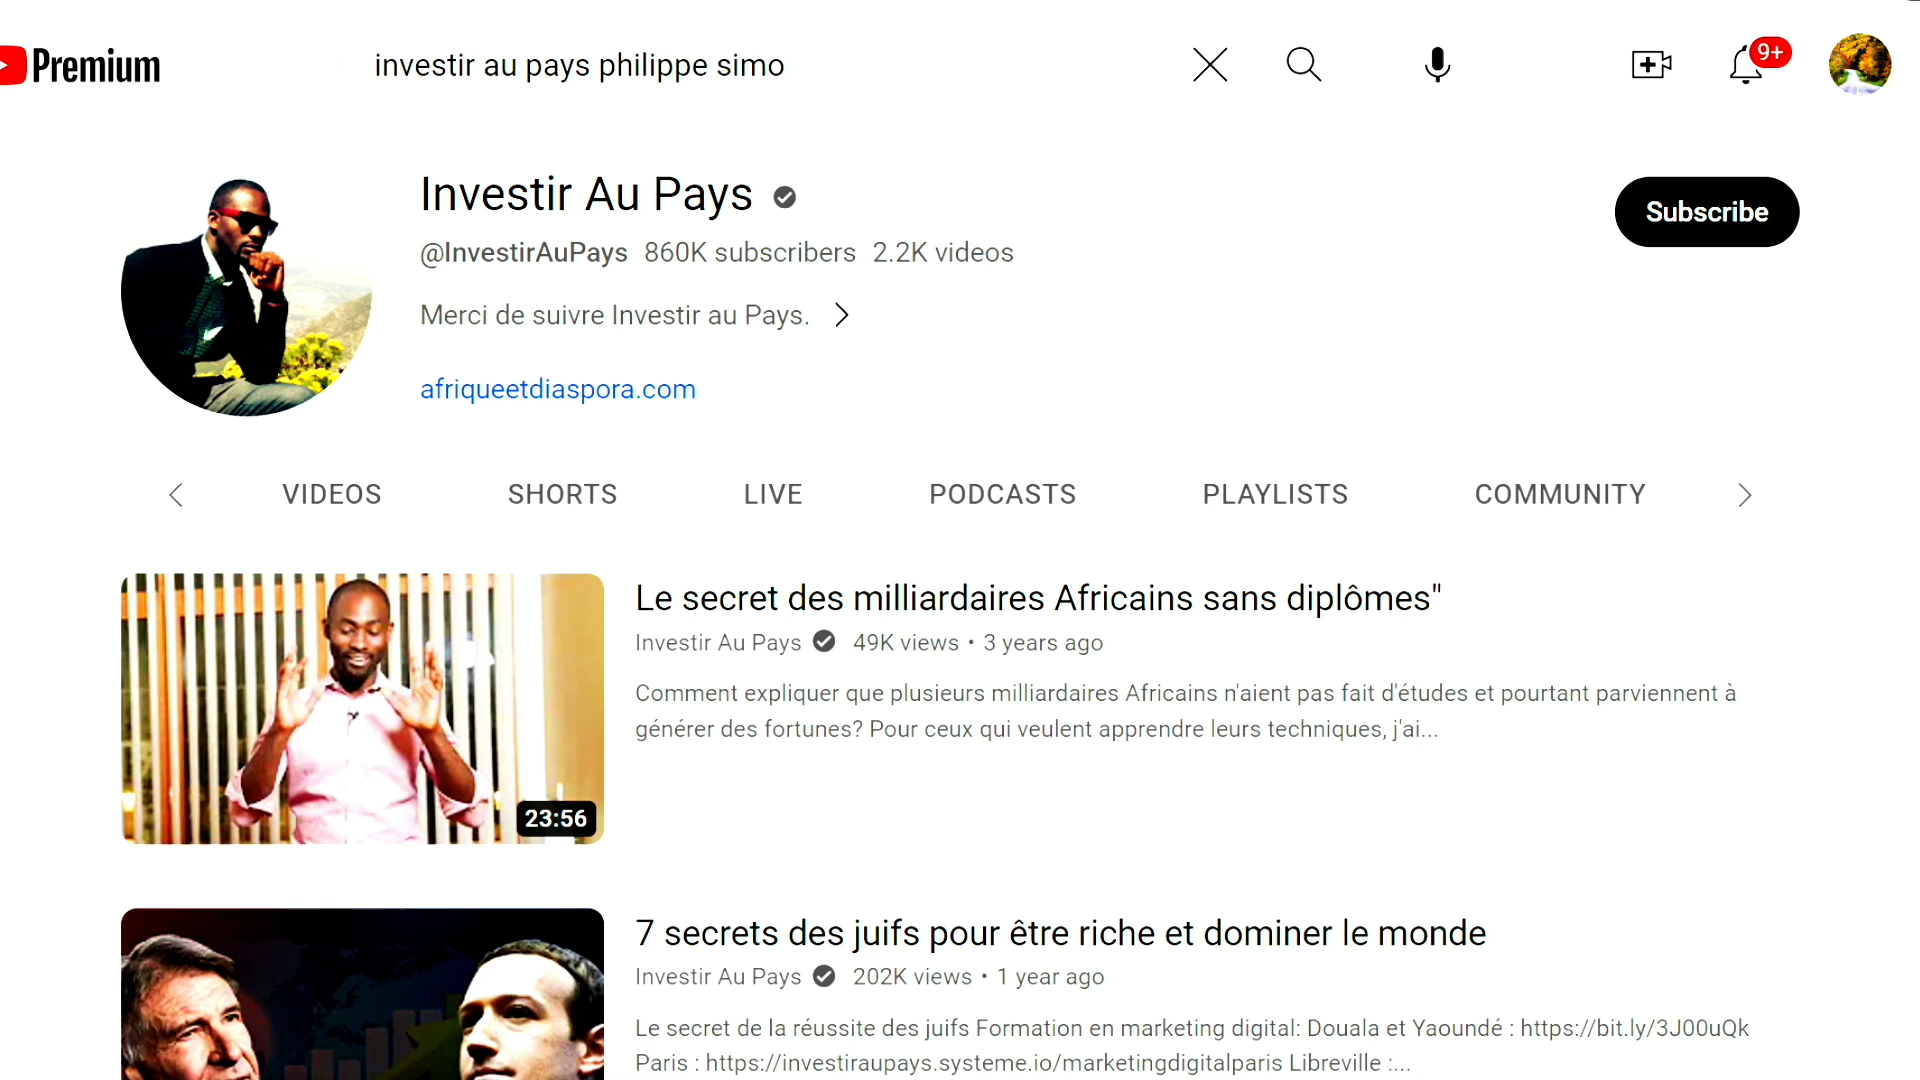 Premium
investir au pays philippe simo
9+
Investir Au Pays
@InvestirAuPays 860K subscribers 2.2K videos
Subscribe
Merci de suivre Investir au Pays.
afriqueetdiaspora.com
VIDEOS SHORTS LIVE PODCASTS PLAYLISTS COMMUNITY
Le secret des milliardaires Africains sans diplômes"
Investir Au Pays 49K views • 3 years ago
Comment expliquer que plusieurs milliardaires Africains n'aient pas fait d'études et pourtant parviennent à
générer des fortunes? Pour ceux qui veulent apprendre leurs techniques, j'ai...
23:56
7 secrets des juifs pour être riche et dominer le monde
Investir Au Pays 202K views • 1 year ago
Le secret de la réussite des juifs Formation en marketing digital: Douala et Yaoundé : https://bit.ly/3J00uQk
Paris : https://investiraupays.systeme.io/marketingdigitalparis Libreville :...